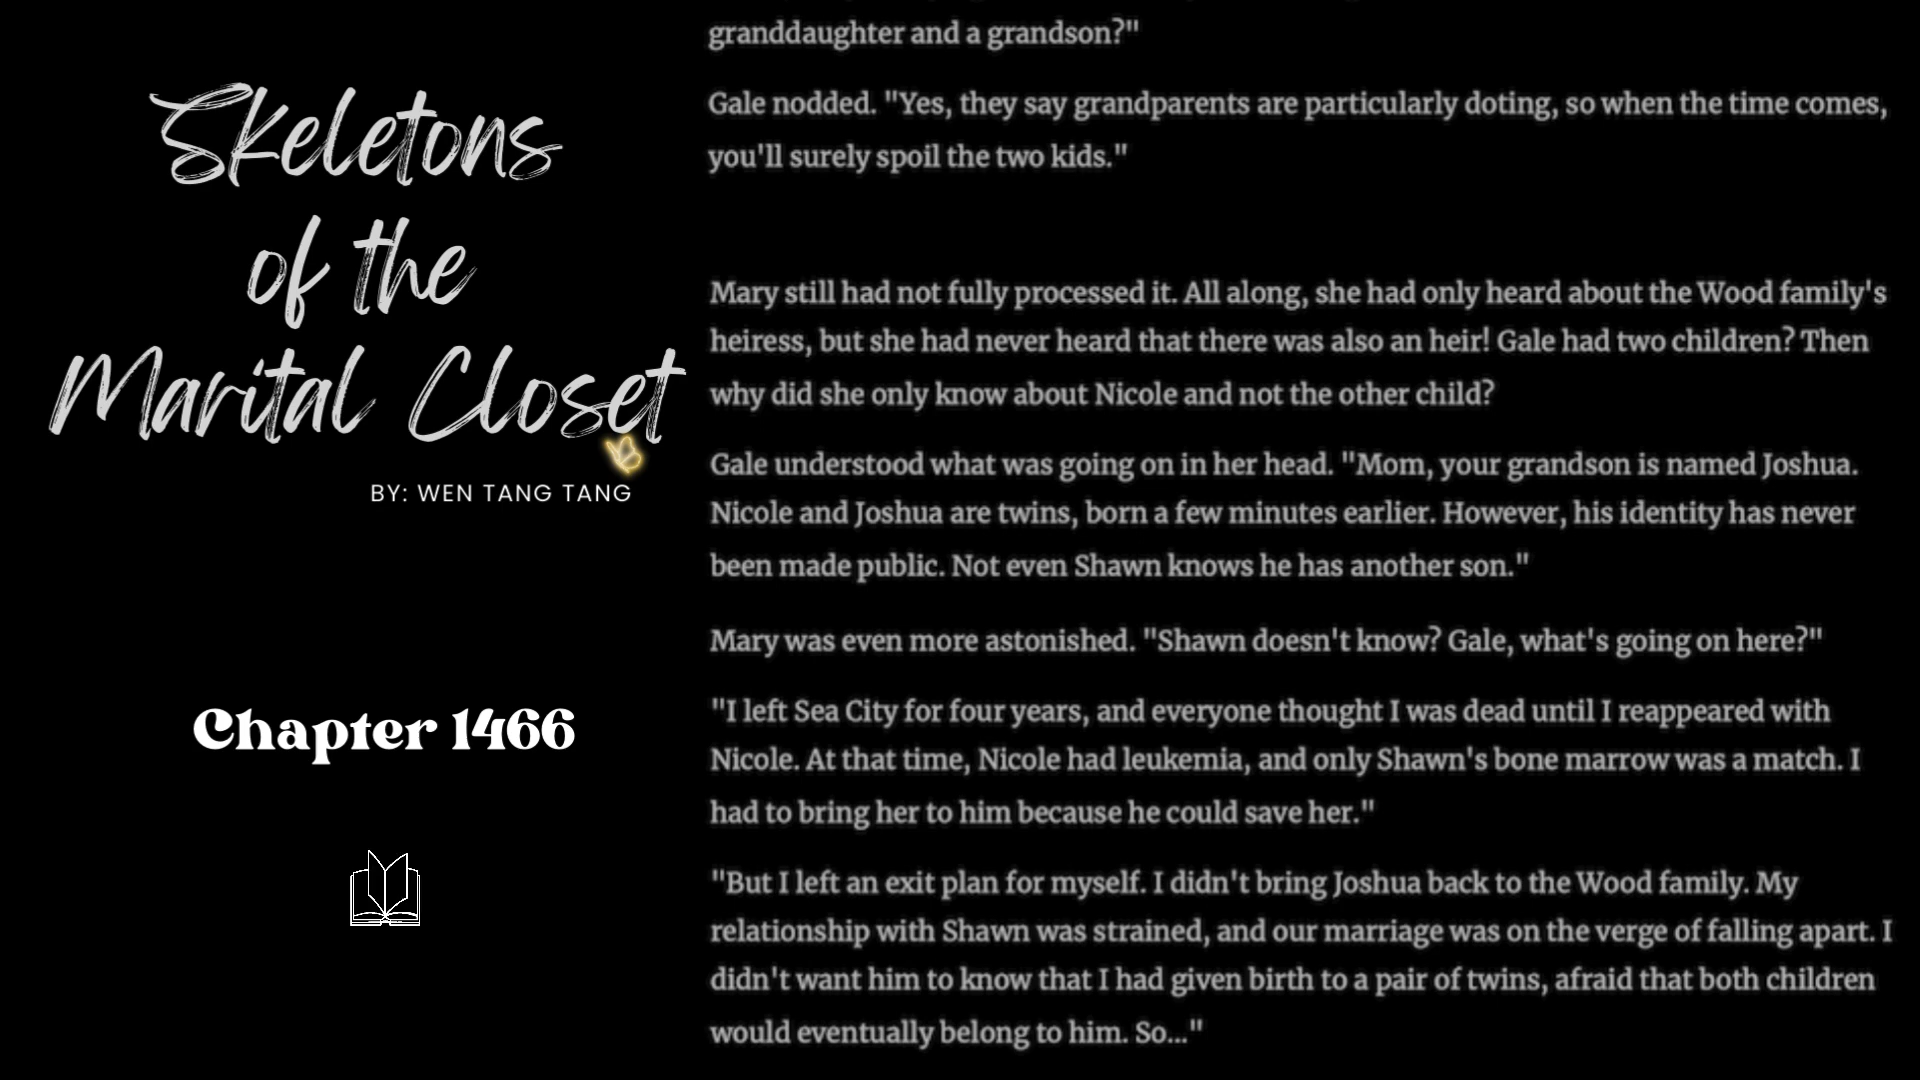 Skeletons
of the
Marital Closet
BY: WEN TANG TANG
Chapter 1466
granddaughter and a grandson?"
Gale nodded. "Yes, they say grandparents are particularly doting, so when the time comes,
you'll surely spoil the two kids."
Mary still had not fully processed it. All along, she had only heard about the Wood family's
heiress, but she had never heard that there was also an heir! Gale had two children? Then
why did she only know about Nicole and not the other child?
Gale understood what was going on in her head. "Mom, your grandson is named Joshua.
Nicole and Joshua are twins, born a few minutes earlier. However, his identity has never
been made public. Not even Shawn knows he has another son."
Mary was even more astonished. "Shawn doesn't know? Gale, what's going on here?"
"I left Sea City for four years, and everyone thought I was dead until I reappeared with
Nicole. At that time, Nicole had leukemia, and only Shawn's bone marrow was a match. I
had to bring her to him because he could save her."
"But I left an exit plan for myself. I didn't bring Joshua back to the Wood family. My
relationship with Shawn was strained, and our marriage was on the verge of falling apart. I
didn't want him to know that I had given birth to a pair of twins, afraid that both children
would eventually belong to him. So..."